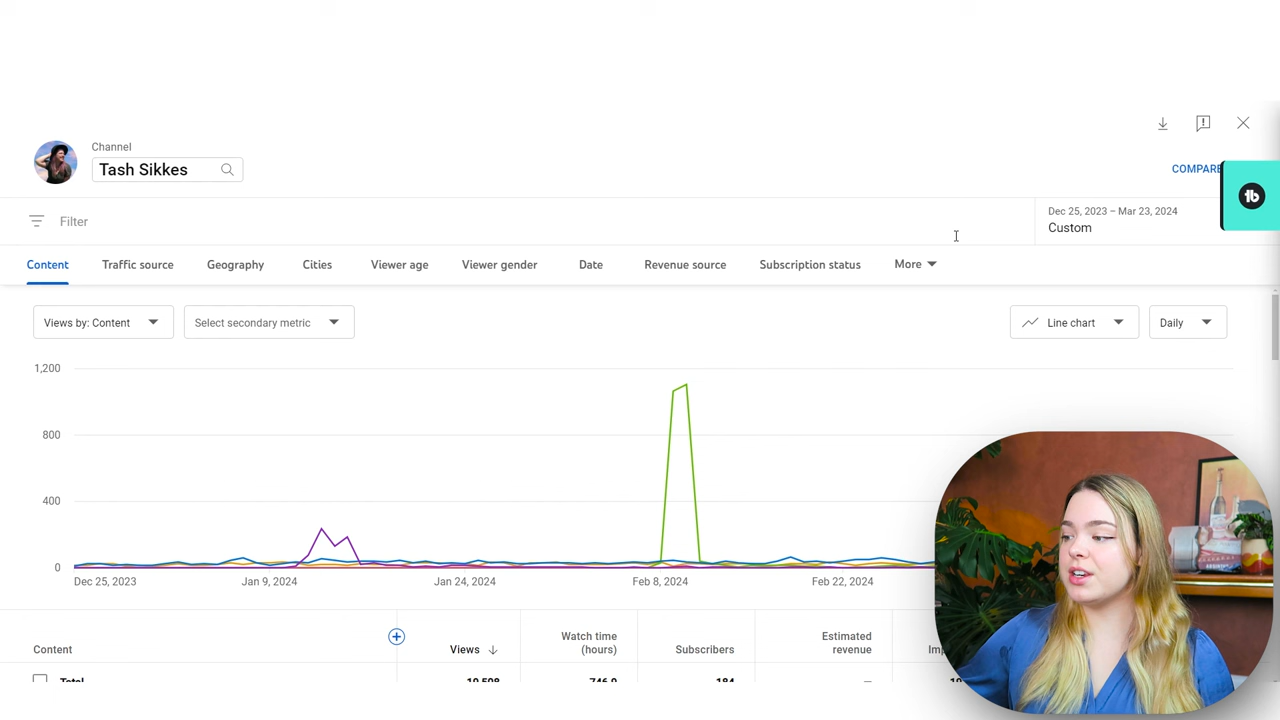 Channel
Tash Sikkes
COMPARE
Filter
Dec 25, 2023 – Mar 23, 2024
Custom
Content
Traffic source
Geography
Cities
Viewer age
Viewer gender
Date
Revenue source
Subscription status
More
Views by: Content
Select secondary metric
Line chart
Daily
1,200
800
400
0
Dec 25, 2023
Jan 9, 2024
Jan 24, 2024
Feb 8, 2024
Feb 22, 2024
Content
Views
Watch time
(hours)
Subscribers
Estimated
revenue
Total